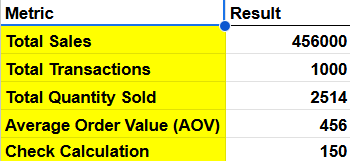 Metric Result
Total Sales 456000
Total Transactions 1000
Total Quantity Sold 2514
Average Order Value (AOV) 456
Check Calculation 150